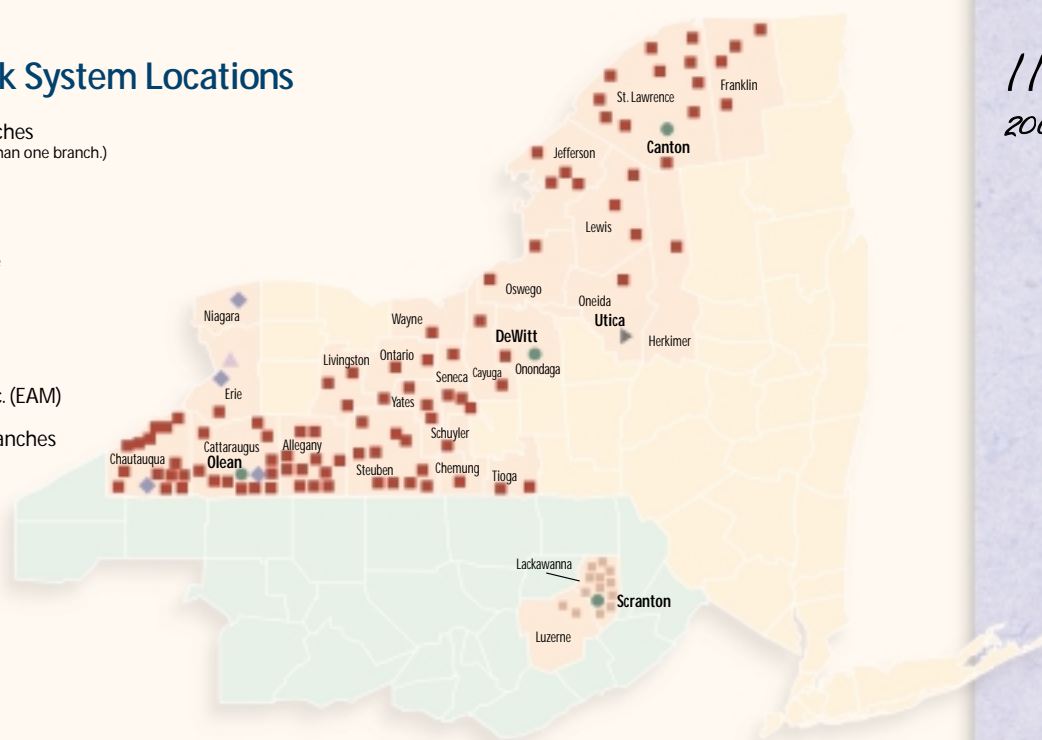 k System Locations
ches
han one branch.)
c. (EAM)
anches
Franklin
St. Lawrence
Canton
Jefferson
Lewis
Oswego
Oneida
Utica
Herkimer
Niagara
Wayne
DeWitt
Onondaga
Livingston
Ontario
Seneca
Cayuga
Erie
Yates
Schuyler
Cattaraugus
Allegany
Chautauqua
Olean
Steuben
Chemung
Tioga
Lackawanna
Scranton
Luzerne
200